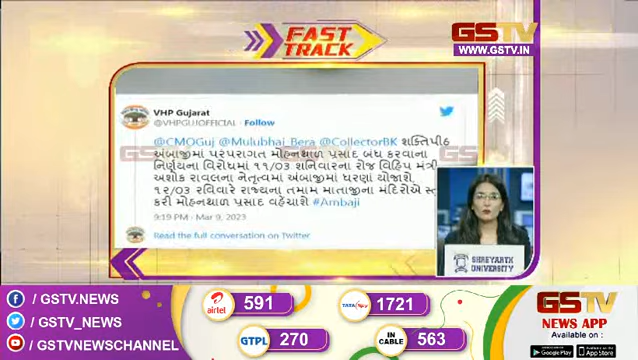 FAST
TRACK
GSTV
WWW.GSTV.IN
VHP Gujarat
@VHPGUJOFFICIAL · Follow
@CMOGuj @Mulubhai_Bera @CollectorBK શક્તિપીઠ
અંબાજીમાં પરંપરાગત મોહનથાળ પ્રસાદ બંધ કરવાના
નિર્ણયના વિરોધમાં ૧૧/૦૩ શનિવારના રોજ વિહિપ મંત્રી
અશોક રાવલના નેતૃત્વમાં અંબાજીમાં ધરણાં યોજાશે.
૧૨/૦૩ રવિવારે રાજ્યના તમામ માતાજીના મંદિરોએ
કરી મોહનથાળ પ્રસાદ વહેંચાશે #Ambaji
9:19 PM · Mar 9, 2023
Read the full conversation on Twitter
SHREYARTH
UNIVERSITY
/ GSTV.NEWS
/ GSTV_NEWS
/ GSTVNEWSCHANNEL
airtel 591
TATA Play 1721
GTPL 270
IN CABLE 563
GSTV
NEWS APP
Available on :
Google Play App Store